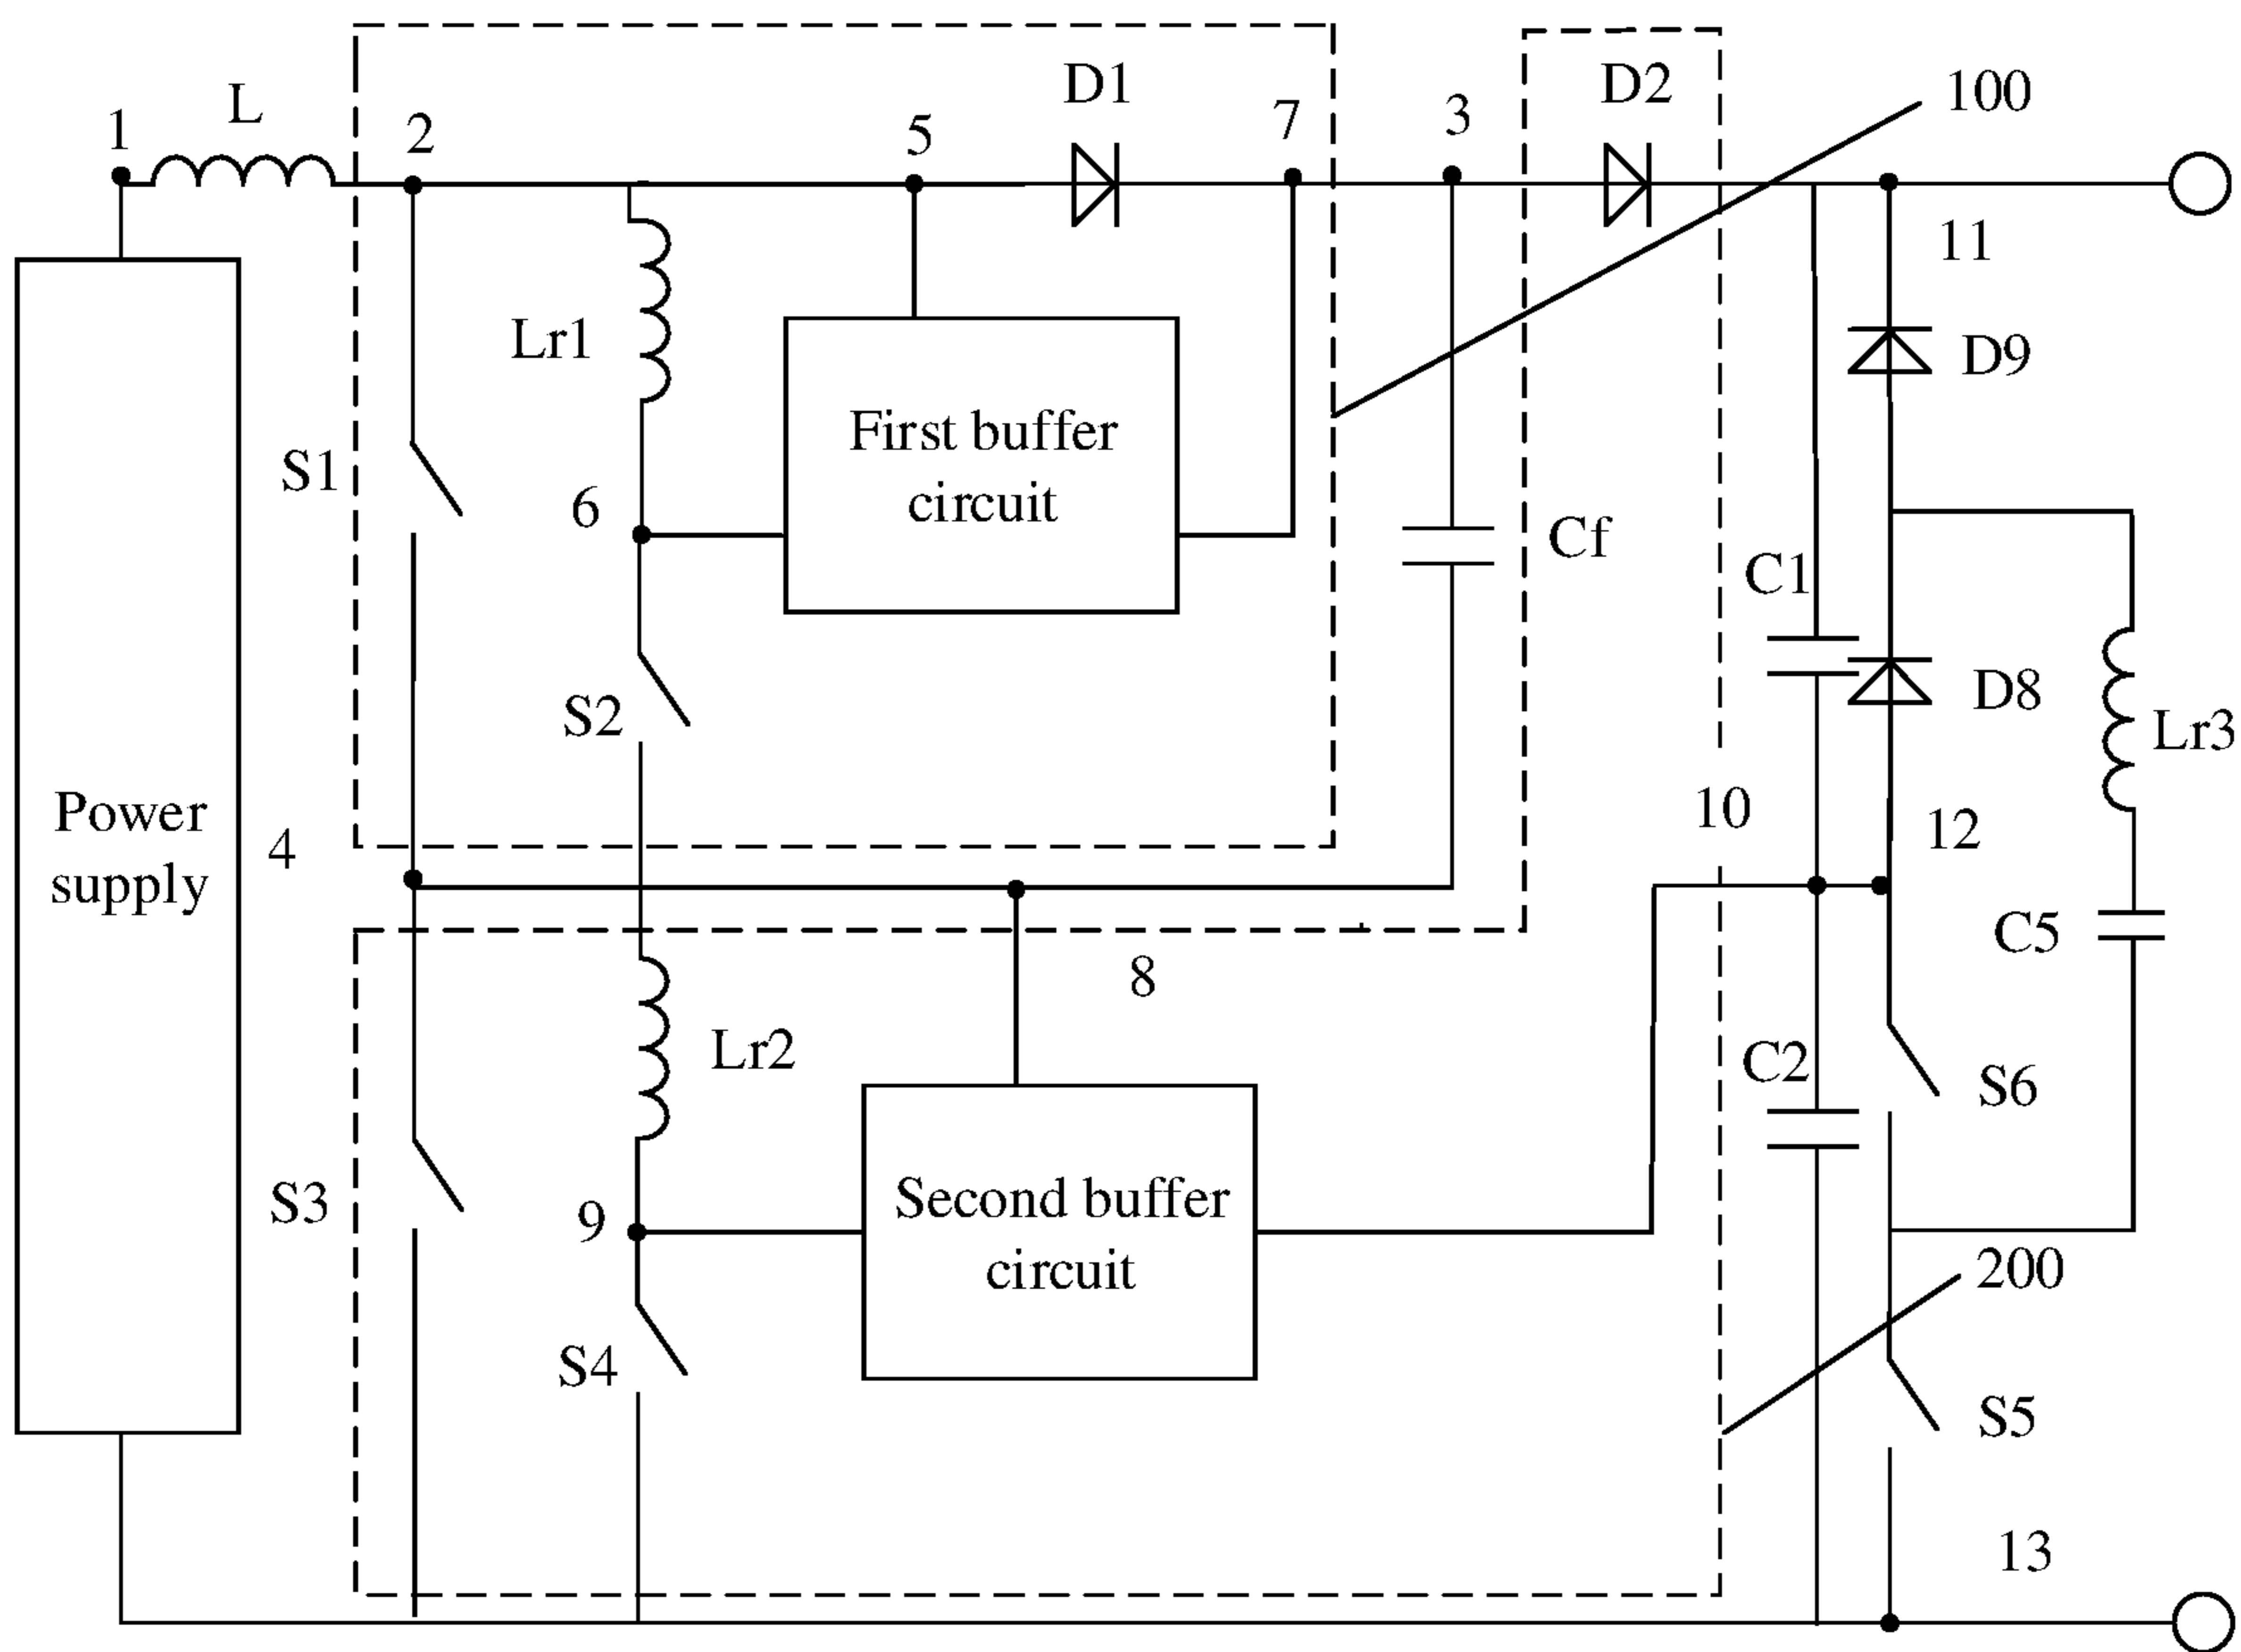 D1
D2
100
L
1
2
5
7
3
11
Lr1
D9
First buffer
circuit
S1
6
Cf
C1
S2
D8
Lr3
Power
supply
4
10
12
C5
8
Lr2
C2
S6
S3
9
Second buffer
circuit
200
S4
S5
13